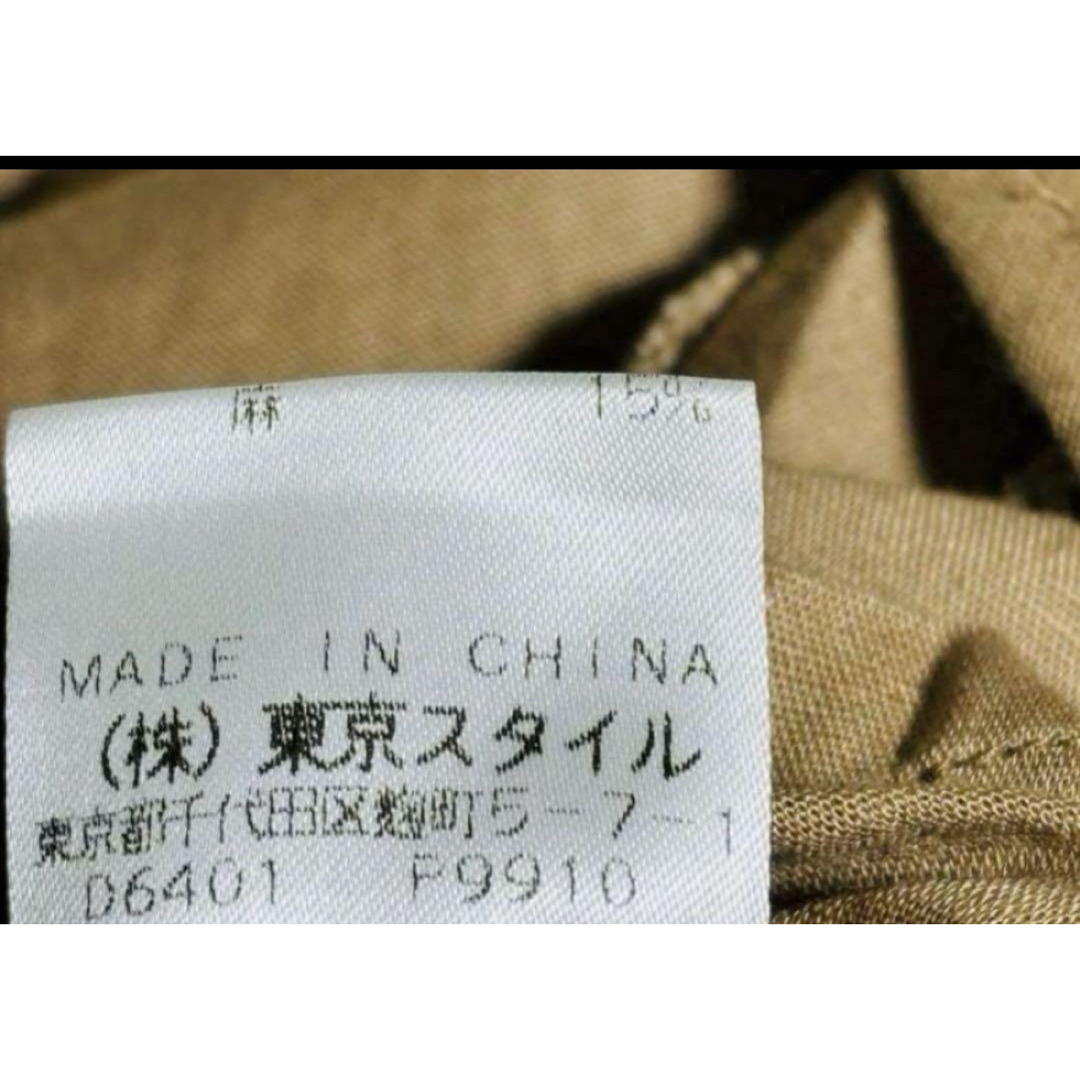 麻 15%
MADE IN CHINA
(株)東京スタイル
東京都千代田区麹町5-7-1
D6401 F9910